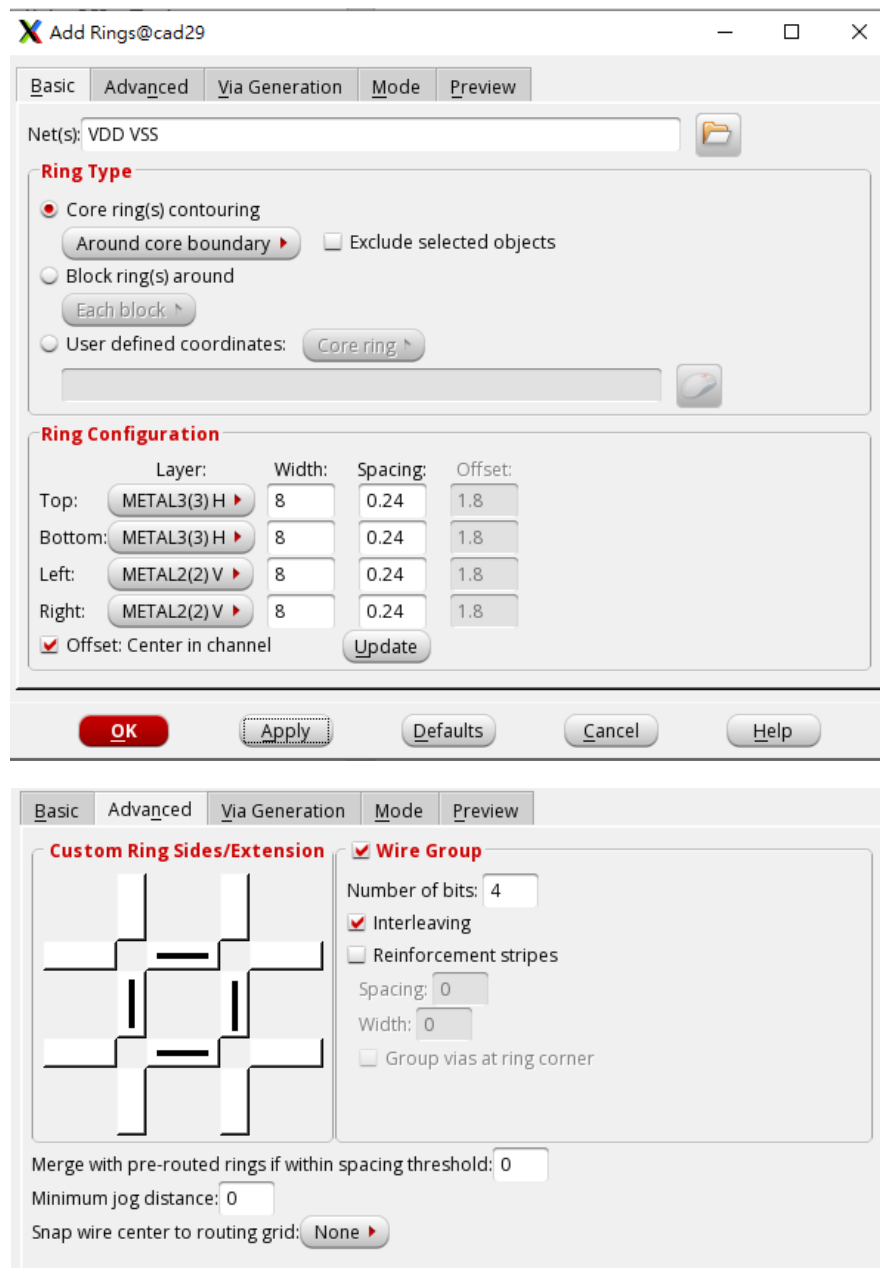 Add Rings@cad29
Basic Advanced Via Generation Mode Preview
Net(s): VDD VSS
Ring Type
Core ring(s) contouring
Around core boundary Exclude selected objects
Block ring(s) around
Each block
User defined coordinates: Core ring
Ring Configuration
Layer: Width: Spacing: Offset:
Top: METAL3(3) H 8 0.24 1.8
Bottom: METAL3(3) H 8 0.24 1.8
Left: METAL2(2) V 8 0.24 1.8
Right: METAL2(2) V 8 0.24 1.8
Offset: Center in channel Update
OK Apply Defaults Cancel Help
Basic Advanced Via Generation Mode Preview
Custom Ring Sides/Extension Wire Group
Number of bits: 4
Interleaving
Reinforcement stripes
Spacing: 0
Width: 0
Group vias at ring corner
Merge with pre-routed rings if within spacing threshold: 0
Minimum jog distance: 0
Snap wire center to routing grid: None